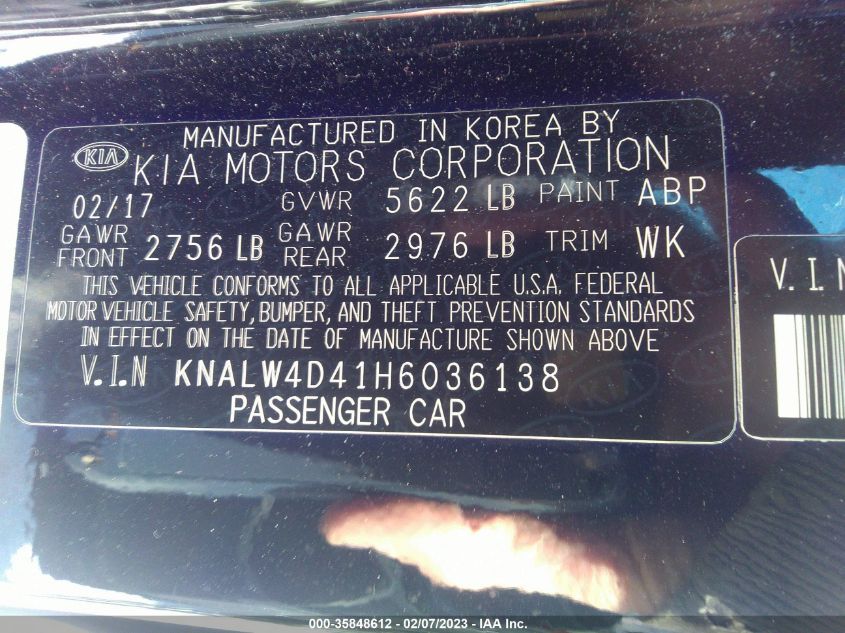 MANUFACTURED IN KOREA BY
KIA KIA MOTORS CORPORATION
02/17 GVWR 5622 LB PAINT ABP
GAWR FRONT 2756 LB GAWR REAR 2976 LB TRIM WK
THIS VEHICLE CONFORMS TO ALL APPLICABLE U.S.A. FEDERAL
MOTOR VEHICLE SAFETY, BUMPER, AND THEFT PREVENTION STANDARDS
IN EFFECT ON THE DATE OF MANUFACTURE SHOWN ABOVE
V.I.N KNALW4D41H6036138
PASSENGER CAR
V.I.N
000-35848612 - 02/07/2023 - IAA Inc.